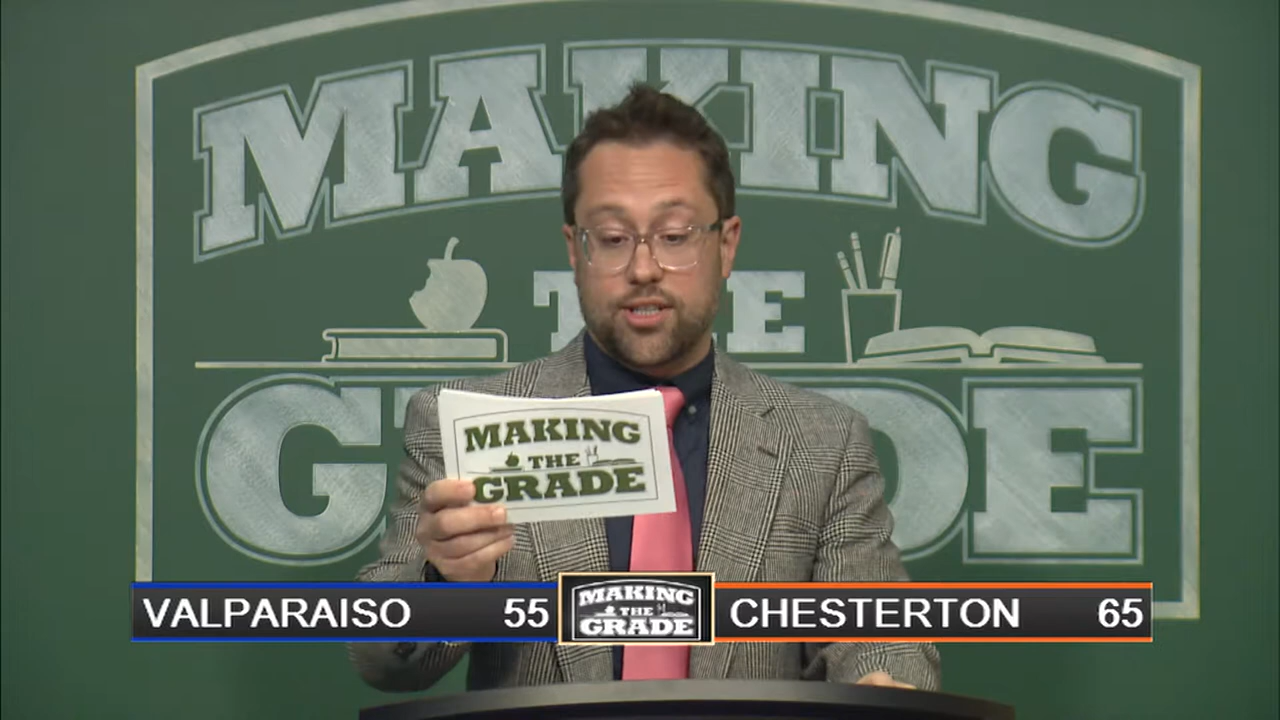 MAKING
THE
GRADE
MAKING
THE
GRADE
VALPARAISO 55
MAKING
THE
GRADE
CHESTERTON 65